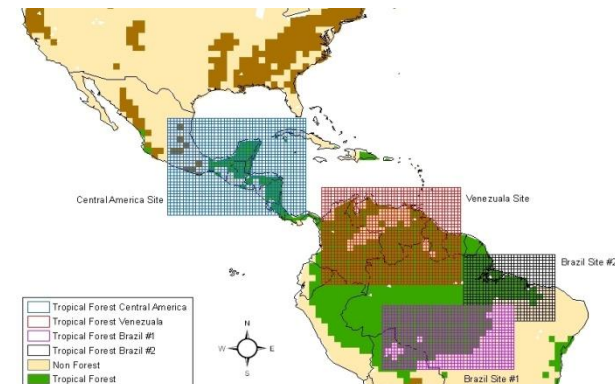 Central America Site
Venezuala Site
Brazil Site #2
Tropical Forest Central America
Tropical Forest Venezuala
Tropical Forest Brazil #1
Tropical Forest Brazil #2
Non Forest
Tropical Forest
N
W E
S
Brazil Site #1